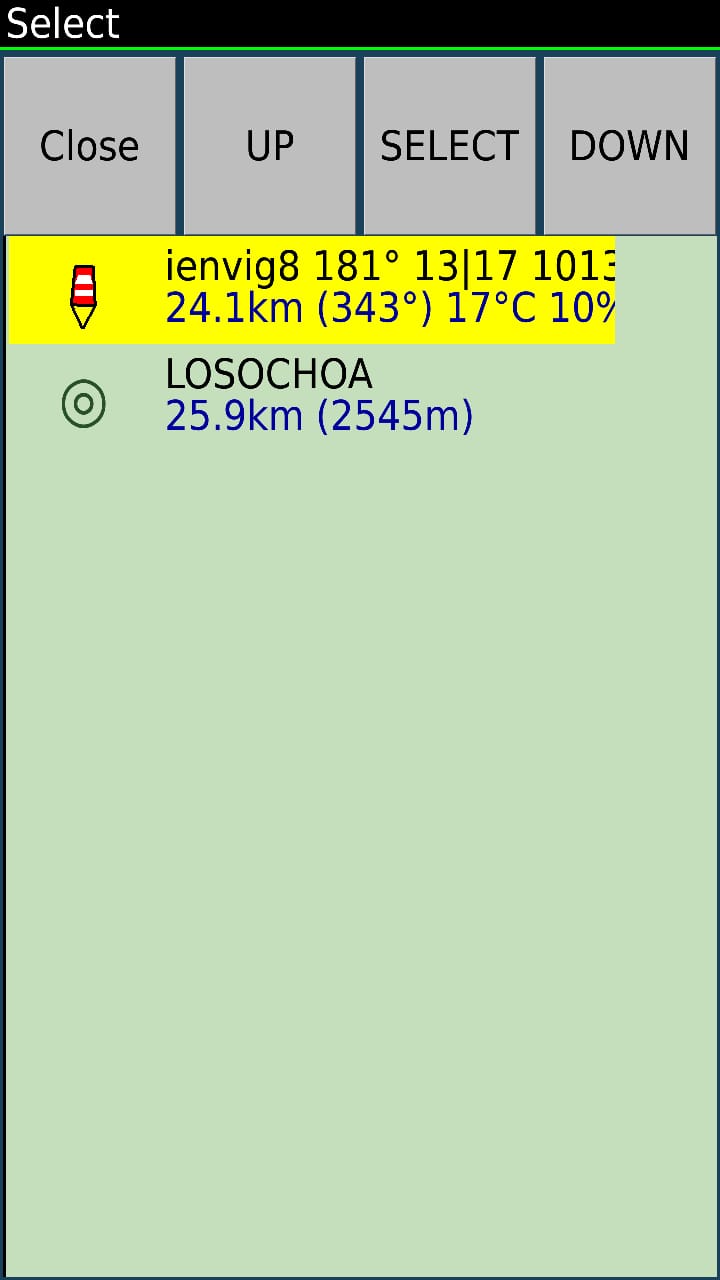 Select
Close
UP
SELECT
DOWN
ienvig8 181° 13|17 1013
24.1km (343°) 17°C 10%
LOSOCHOA
25.9km (2545m)